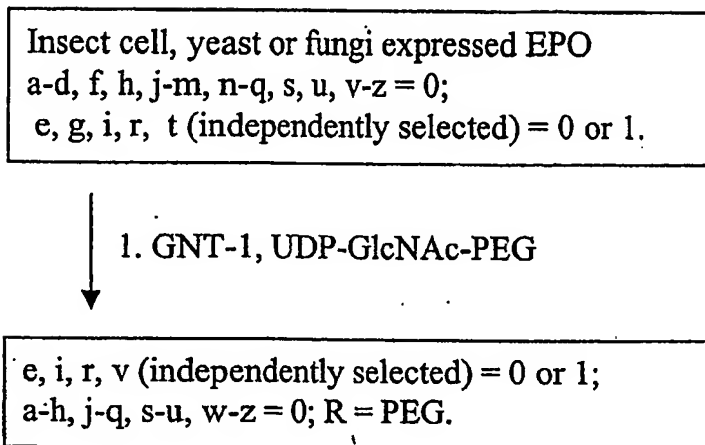 Insect cell, yeast or fungi expressed EPO
a-d, f, h, j-m, n-q, s, u, v-z = 0;
e, g, i, r, t (independently selected) = 0 or 1.
1. GNT-1, UDP-GlcNAc-PEG
e, i, r, v (independently selected) = 0 or 1;
a-h, j-q, s-u, w-z = 0; R = PEG.